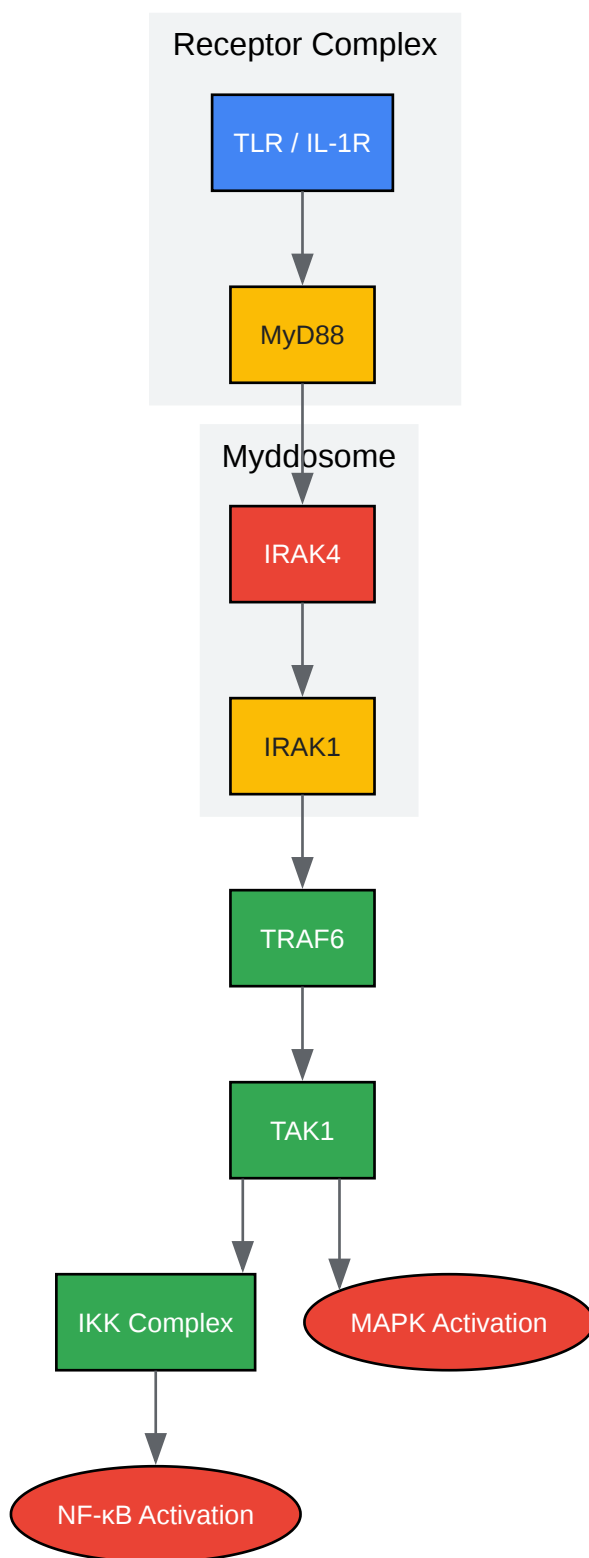 Receptor Complex
TLR / IL-1R
MyD88
Myddosome
IRAK4
IRAK1
TRAF6
TAK1
IKK Complex
MAPK Activation
NF-κB Activation